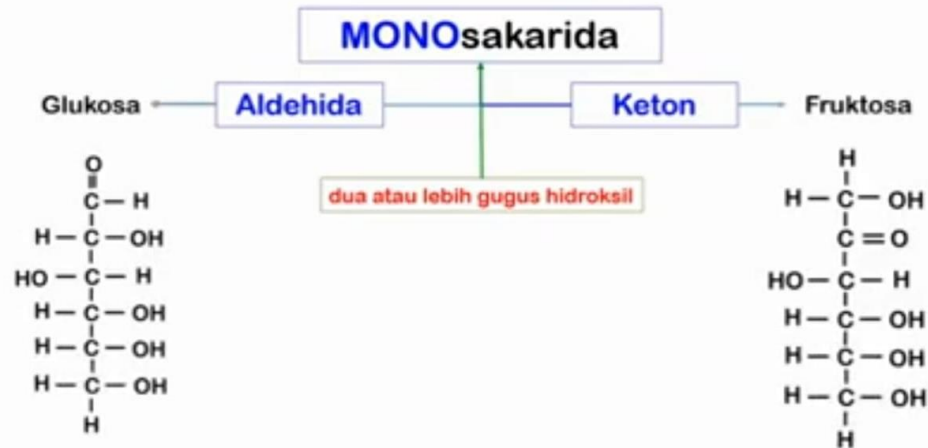 MONOsakarida
Glukosa Aldehida Keton Fruktosa
dua atau lebih gugus hidroksil
O
C — H
H — C — OH
HO — C — H
H — C — OH
H — C — OH
H — C — OH
H
H
H — C — OH
C = O
HO — C — H
H — C — OH
H — C — OH
H — C — OH
H